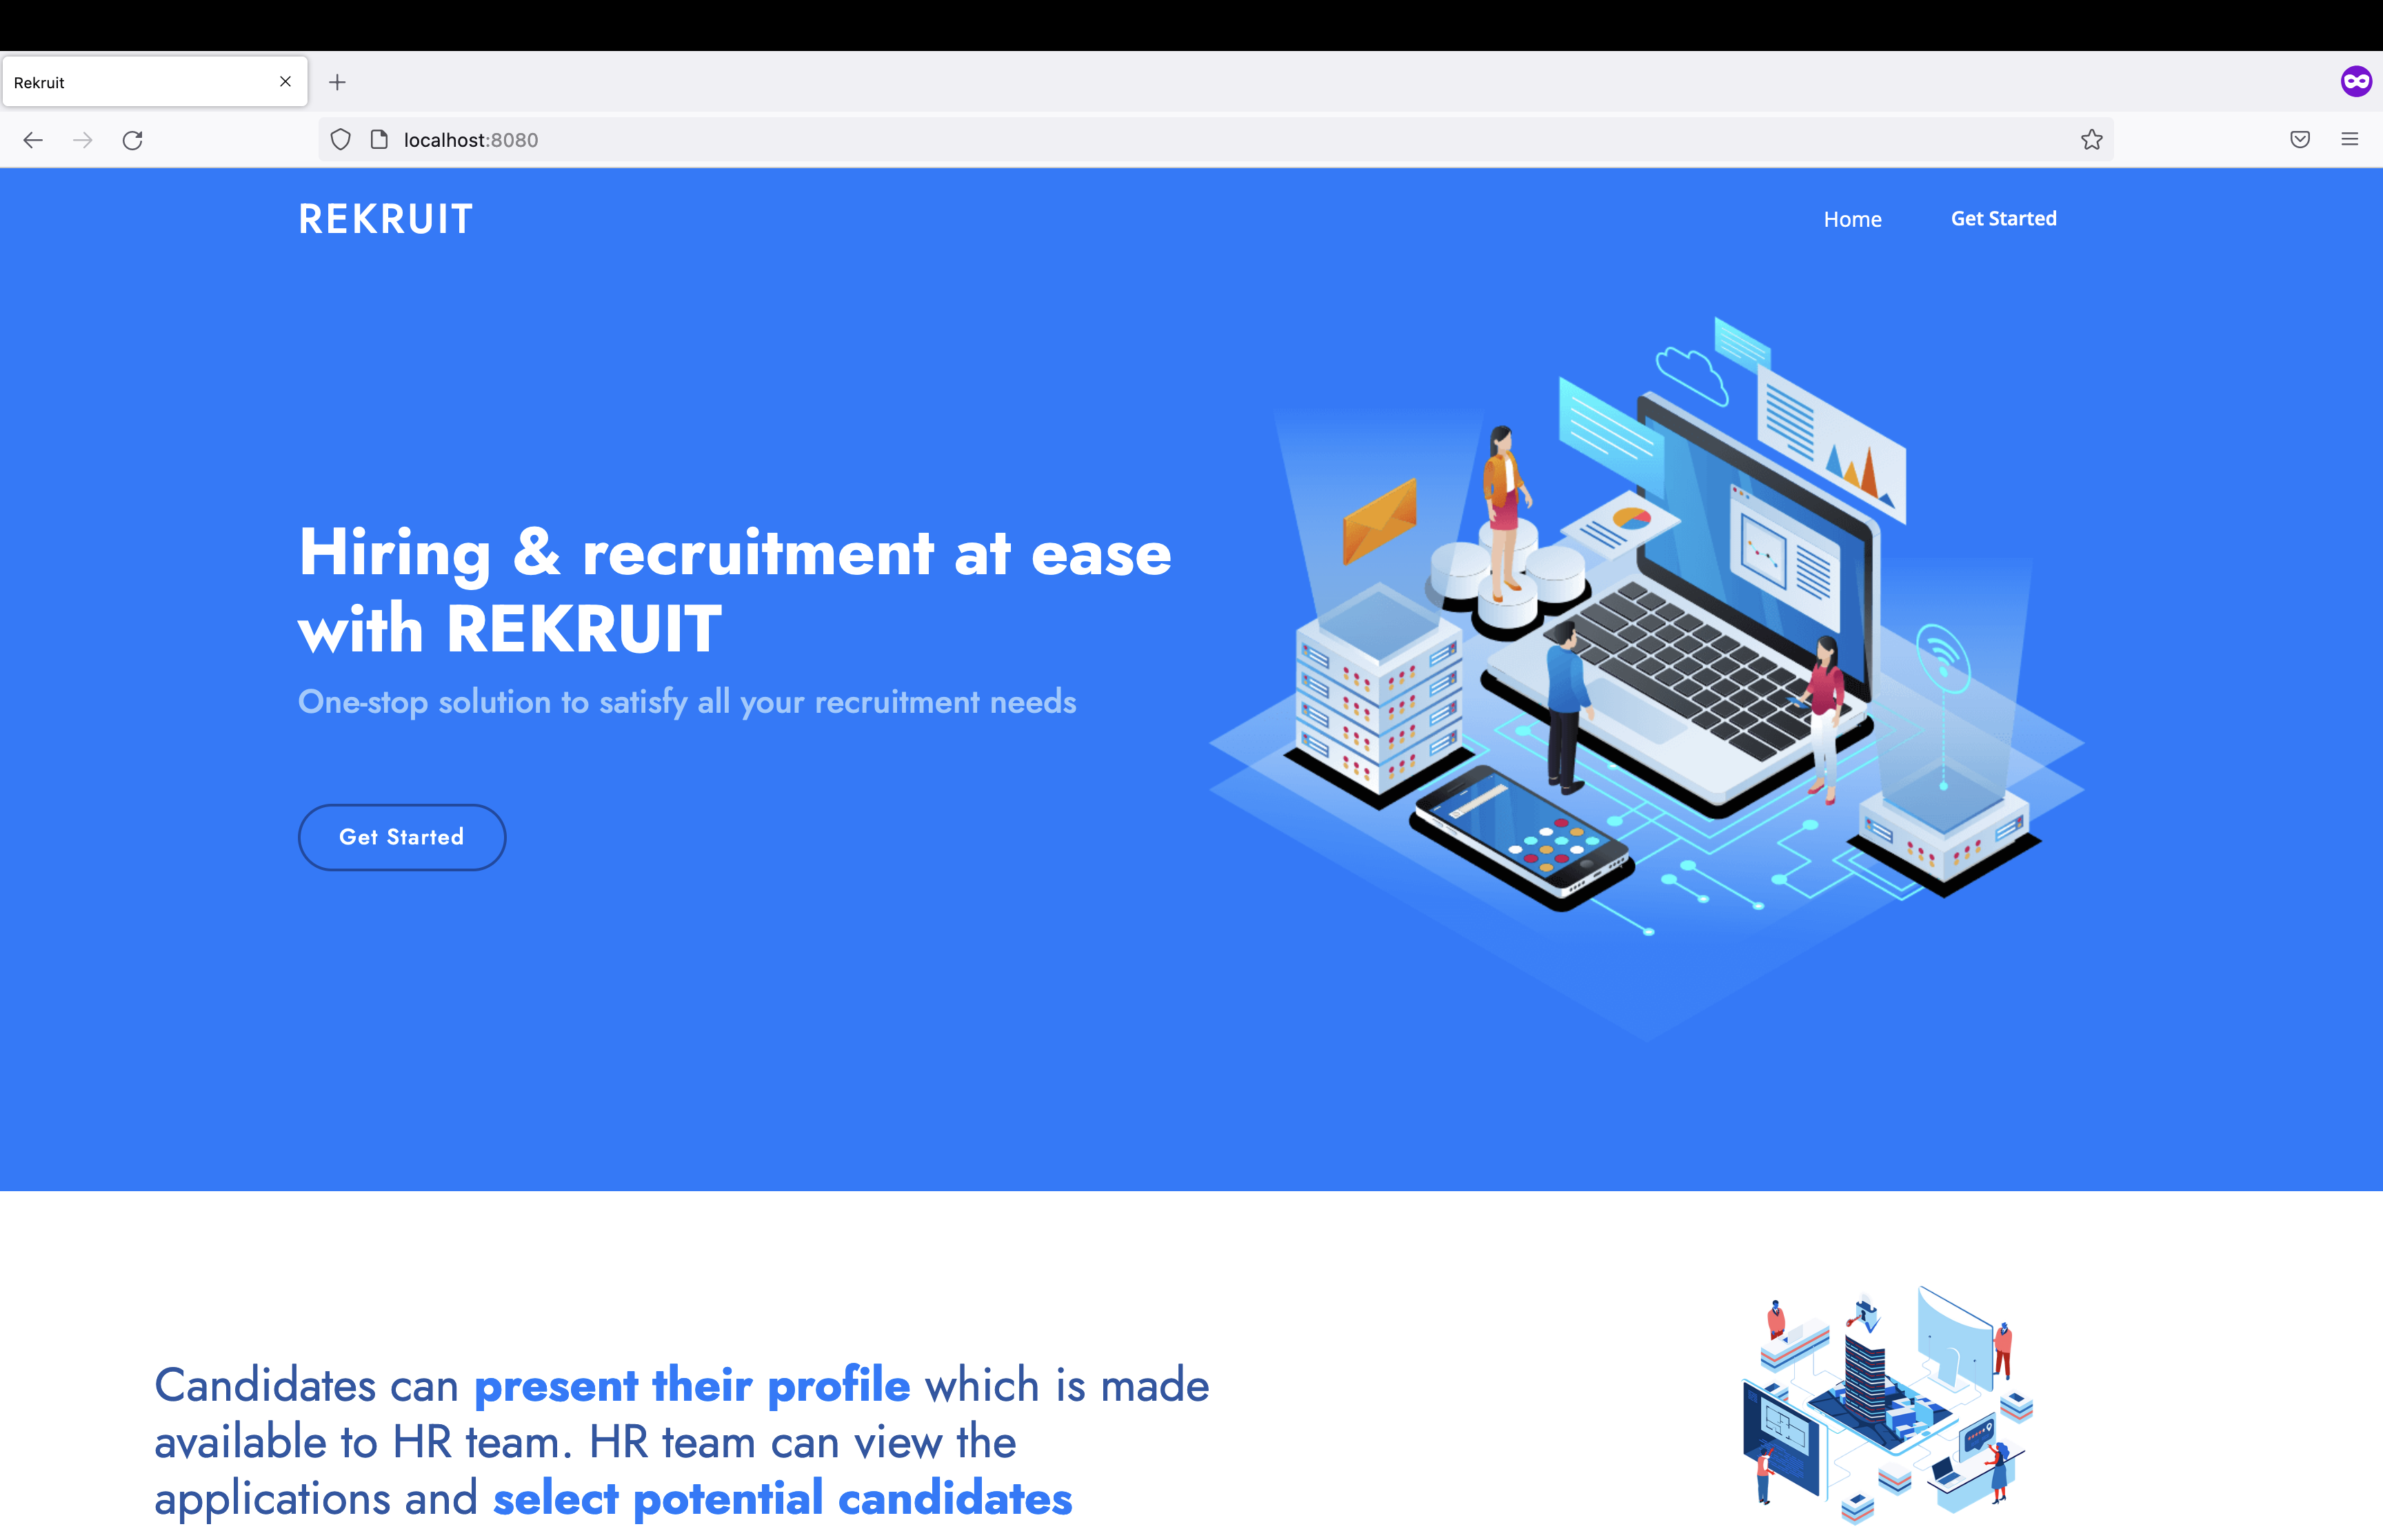 Rekruit
localhost:8080
REKRUIT
Home
Get Started
Hiring & recruitment at ease
with REKRUIT
One-stop solution to satisfy all your recruitment needs
Get Started
Candidates can present their profile which is made
available to HR team. HR team can view the
applications and select potential candidates